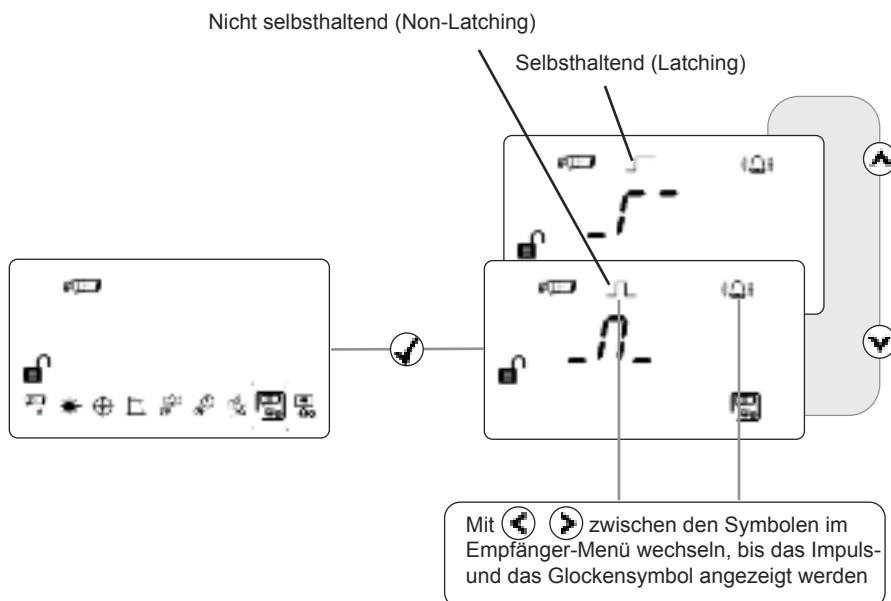 Nicht selbsthaltend (Non-Latching)
Selbsthaltend (Latching)
Mit zwischen den Symbolen im
Empfänger-Menü wechseln, bis das Impuls-
und das Glockensymbol angezeigt werden